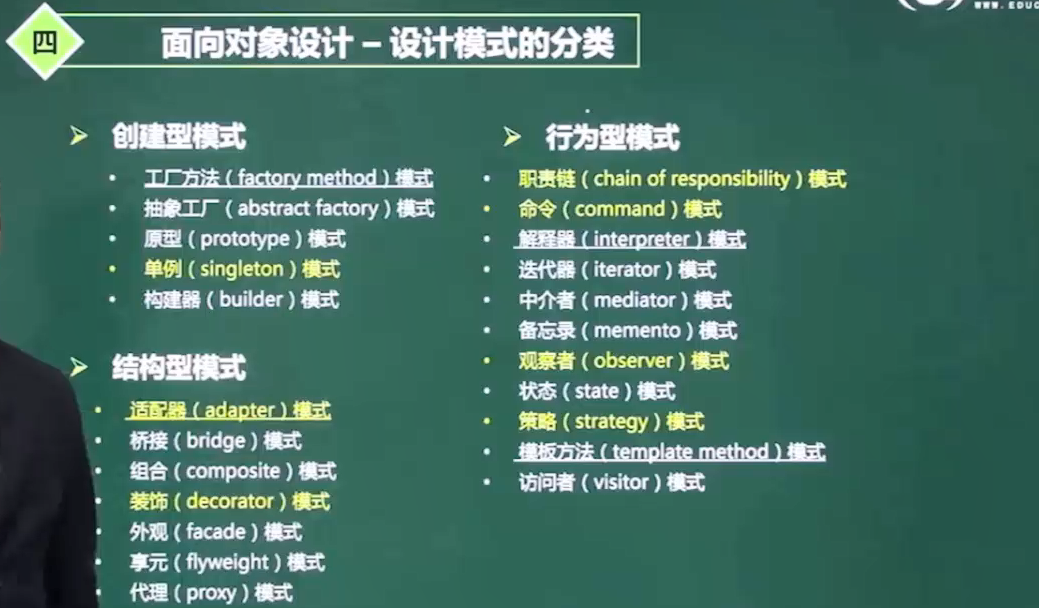 四
面向对象设计 – 设计模式的分类
www.EDUC
➢ 创建型模式
• 工厂方法（factory method）模式
• 抽象工厂（abstract factory）模式
• 原型（prototype）模式
• 单例（singleton）模式
• 构建器（builder）模式
➢ 结构型模式
• 适配器（adapter）模式
• 桥接（bridge）模式
• 组合（composite）模式
• 装饰（decorator）模式
• 外观（facade）模式
• 享元（flyweight）模式
• 代理（proxy）模式
➢ 行为型模式
• 职责链（chain of responsibility）模式
• 命令（command）模式
• 解释器（interpreter）模式
• 迭代器（iterator）模式
• 中介者（mediator）模式
• 备忘录（memento）模式
• 观察者（observer）模式
• 状态（state）模式
• 策略（strategy）模式
• 模板方法（template method）模式
• 访问者（visitor）模式